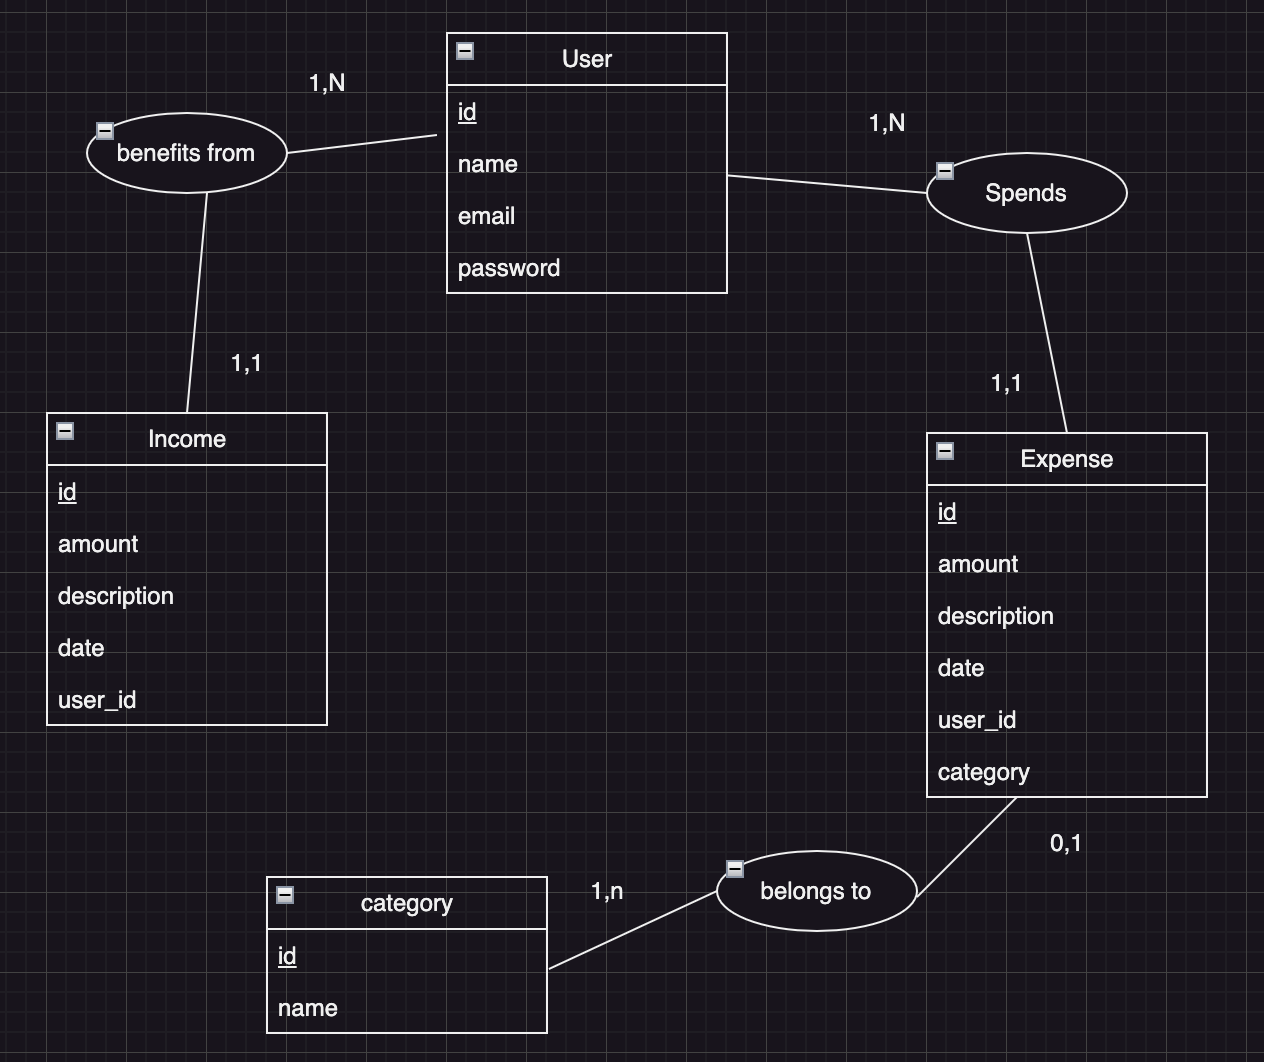 User
id
name
email
password
1,N
benefits from
1,1
Income
id
amount
description
date
user_id
1,N
Spends
1,1
Expense
id
amount
description
date
user_id
category
0,1
belongs to
1,n
category
id
name